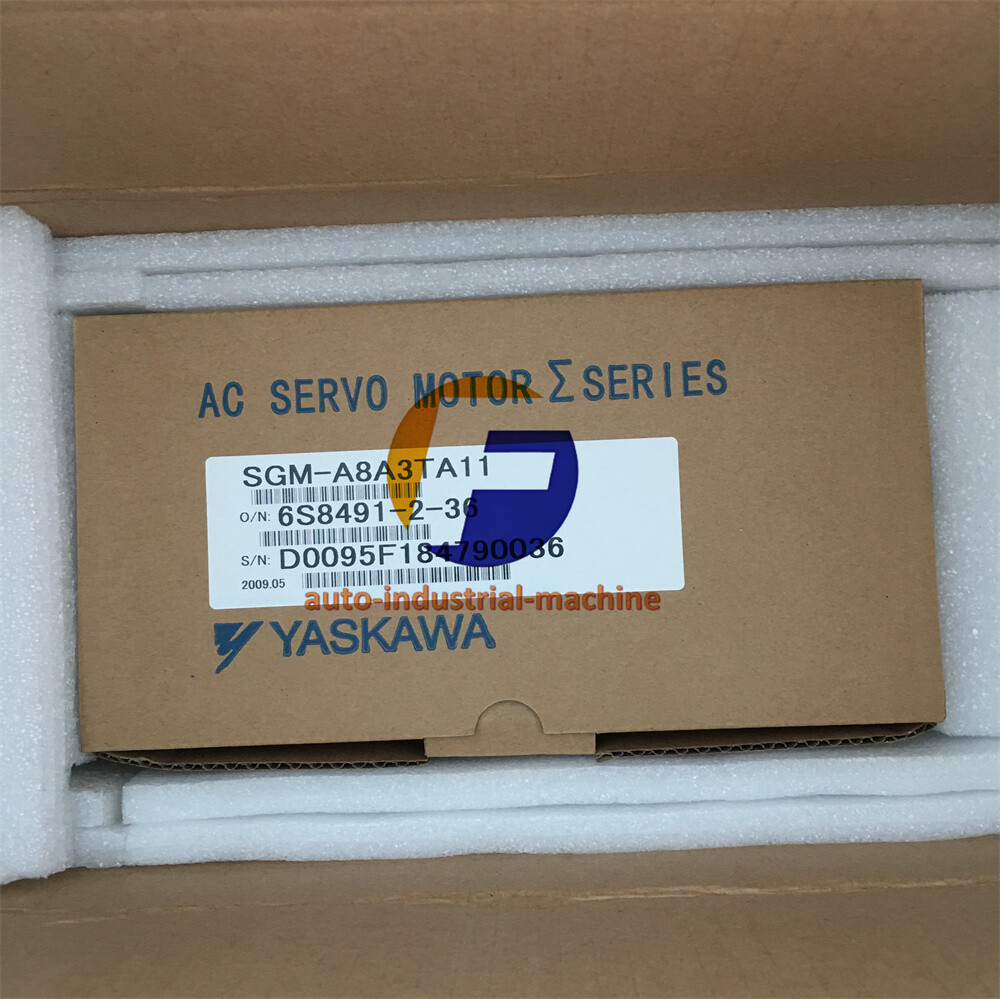 AC SERVO MOTOR Σ SERIES
SGM-A8A3TA11
O/N: 6S8491-2-36
S/N: D0095F184790036
2009.05
auto-industrial-machine
YASKAWA